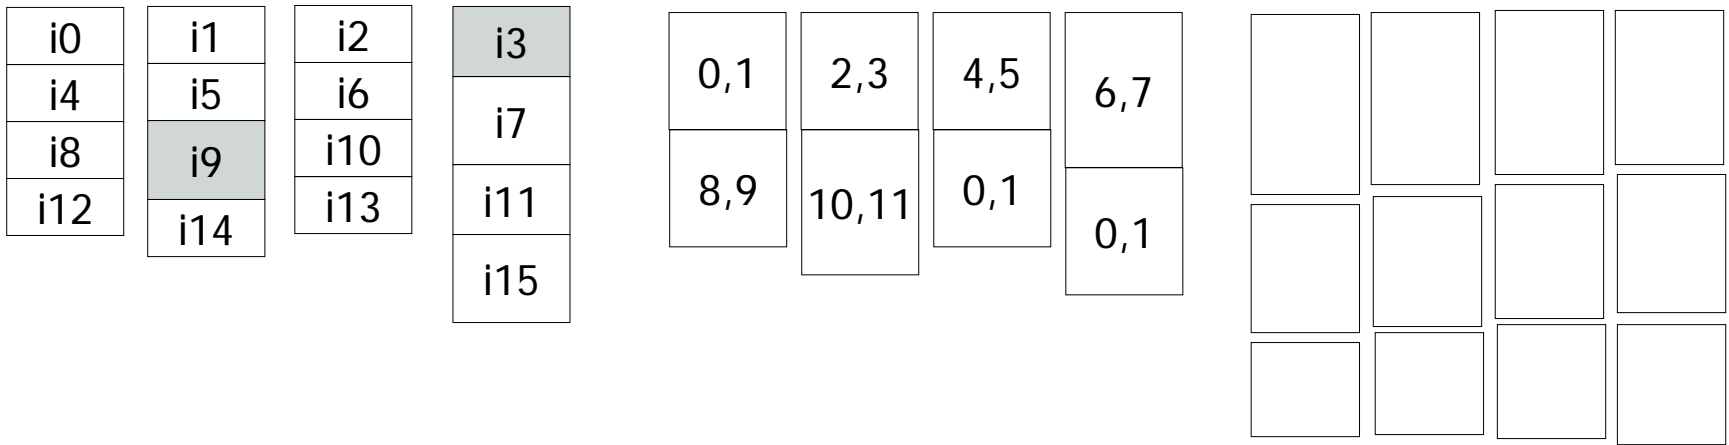 i0 i1 i2 i3
i4 i5 i6 i7
i8 i9 i10 i11
i12 i14 i13 i15
0,1 2,3 4,5 6,7
8,9 10,11 0,1 0,1